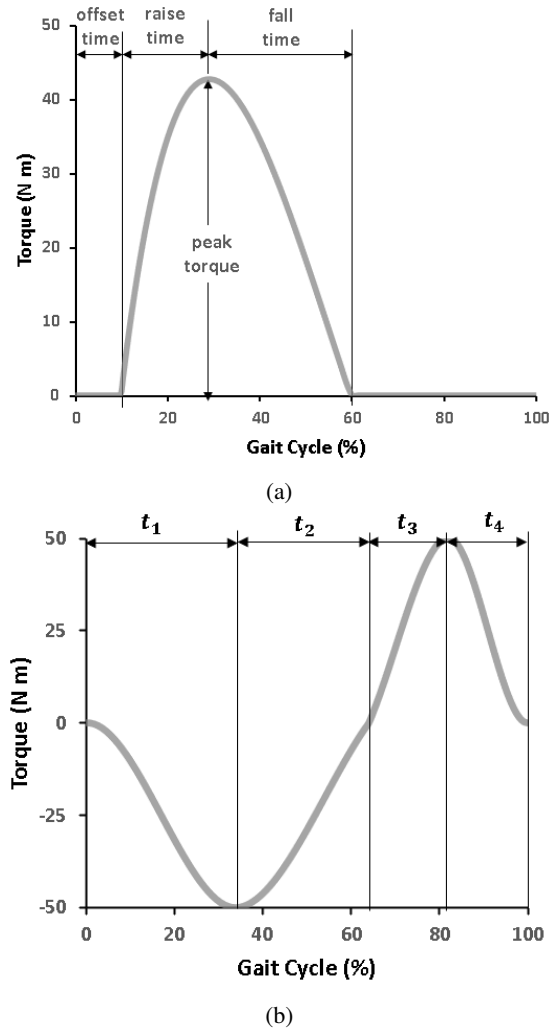 offset time
raise time
fall time
50
40
30
20
10
0
Torque (N m)
peak torque
0
20
40
60
80
100
Gait Cycle (%)
(a)
t₁
t₂
t₃
t₄
50
25
0
-25
-50
Torque (N m)
0
20
40
60
80
100
Gait Cycle (%)
(b)